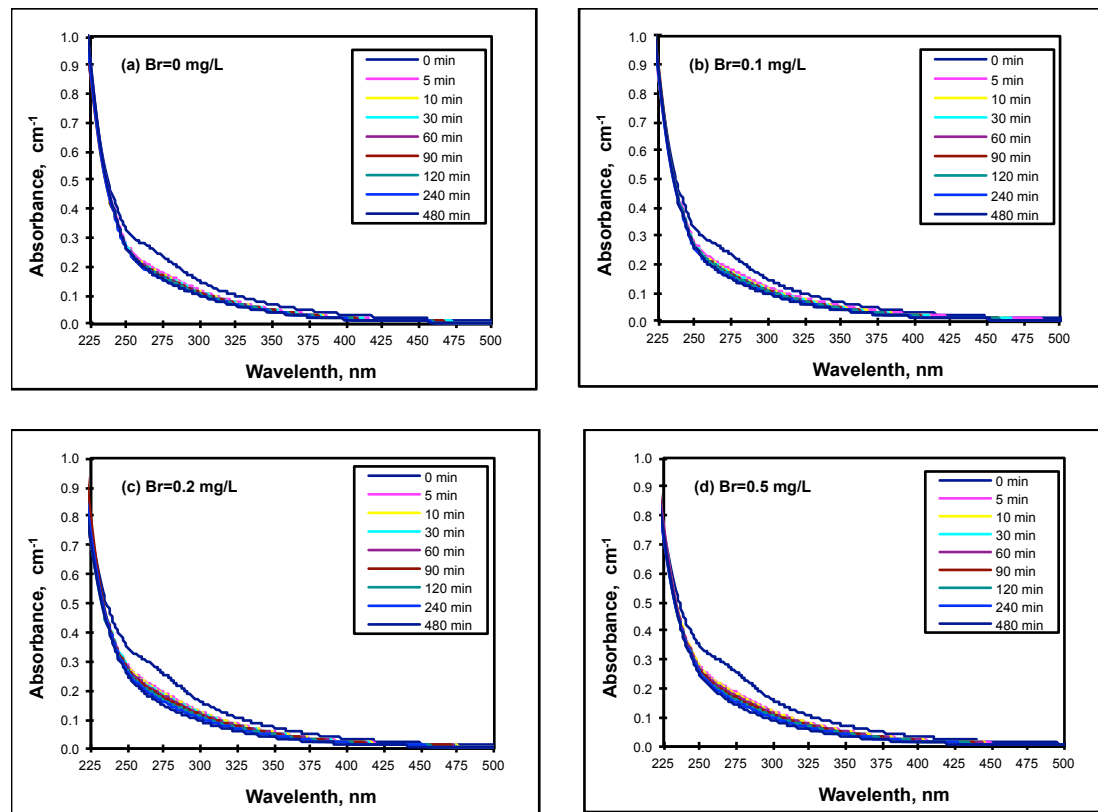 (a) Br=0 mg/L
0 min
5 min
10 min
30 min
60 min
90 min
120 min
240 min
480 min
Absorbance, cm-1
1.0
0.9
0.8
0.7
0.6
0.5
0.4
0.3
0.2
0.1
0.0
225 250 275 300 325 350 375 400 425 450 475 500
Wavelenth, nm
(b) Br=0.1 mg/L
0 min
5 min
10 min
30 min
60 min
90 min
120 min
240 min
480 min
Absorbance, cm-1
1.0
0.9
0.8
0.7
0.6
0.5
0.4
0.3
0.2
0.1
0.0
225 250 275 300 325 350 375 400 425 450 475 500
Wavelenth, nm
(c) Br=0.2 mg/L
0 min
5 min
10 min
30 min
60 min
90 min
120 min
240 min
480 min
Absorbance, cm-1
1.0
0.9
0.8
0.7
0.6
0.5
0.4
0.3
0.2
0.1
0.0
225 250 275 300 325 350 375 400 425 450 475 500
Wavelenth, nm
(d) Br=0.5 mg/L
0 min
5 min
10 min
30 min
60 min
90 min
120 min
240 min
480 min
Absorbance, cm-1
1.0
0.9
0.8
0.7
0.6
0.5
0.4
0.3
0.2
0.1
0.0
225 250 275 300 325 350 375 400 425 450 475 500
Wavelenth, nm